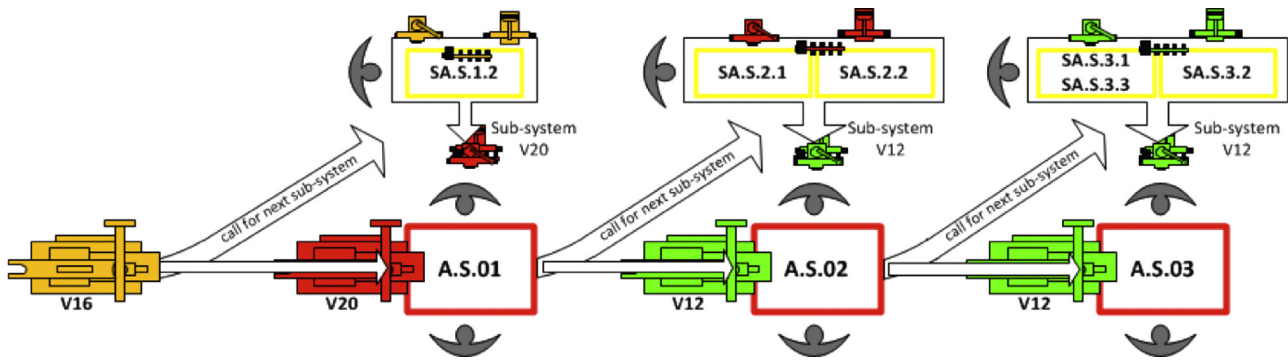 SA.S.1.2
SA.S.2.1
SA.S.2.2
SA.S.3.1
SA.S.3.3
SA.S.3.2
Sub-system
V20
Sub-system
V12
Sub-system
V12
call for next sub-system
call for next sub-system
call for next sub-system
V16
V20
A.S.01
V12
A.S.02
V12
A.S.03